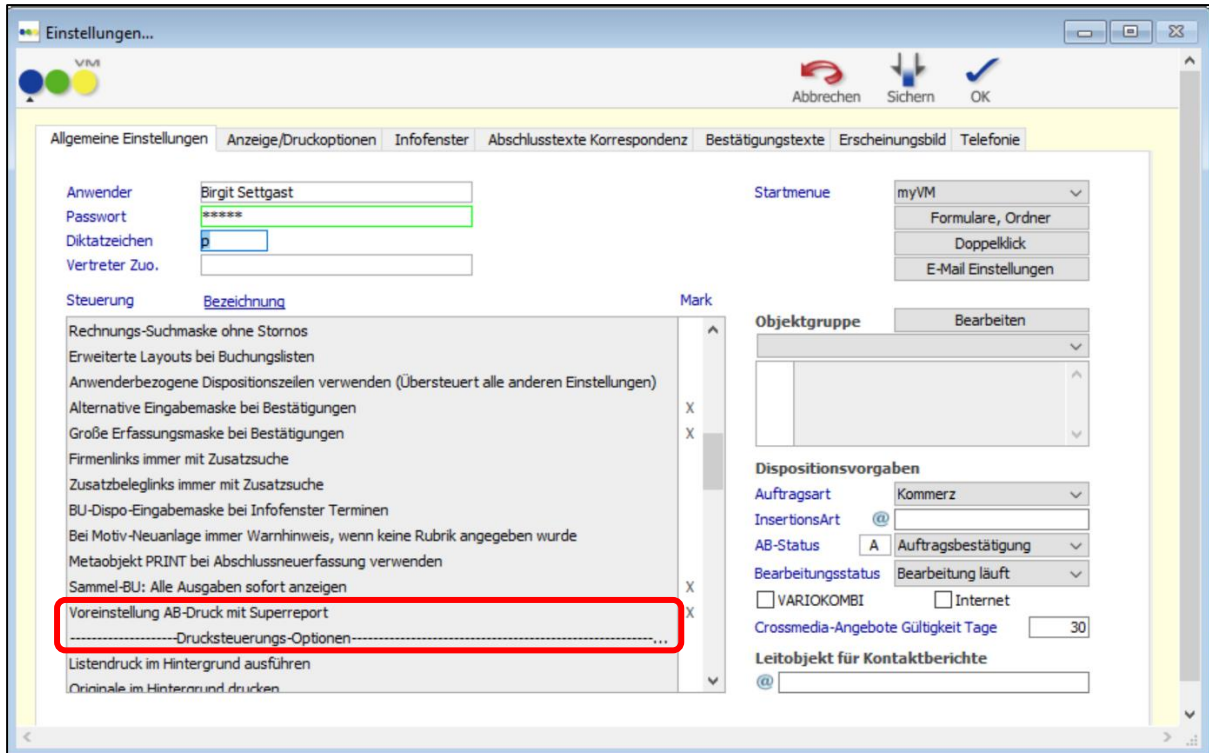 Einstellungen...
VM
Abbrechen Sichern OK
Allgemeine Einstellungen Anzeige/Druckoptionen Infofenster Abschlusstexte Korrespondenz Bestätigungstexte Erscheinungsbild Telefonie
Anwender Birgit Settgast
Passwort *****
Diktatzeichen p
Vertreter Zuo.
Steuerung Bezeichnung Mark
Rechnungs-Suchmaske ohne Stornos
Erweiterte Layouts bei Buchungslisten
Anwenderbezogene Dispositionszeilen verwenden (Übersteuert alle anderen Einstellungen)
Alternative Eingabemaske bei Bestätigungen X
Große Erfassungsmaske bei Bestätigungen X
Firmenlinks immer mit Zusatzsuche
Zusatzbeleglinks immer mit Zusatzsuche
BU-Dispo-Eingabemaske bei Infofenster Terminen
Bei Motiv-Neuanlage immer Warnhinweis, wenn keine Rubrik angegeben wurde
Metaobjekt PRINT bei Abschlussneuerfassung verwenden
Sammel-BU: Alle Ausgaben sofort anzeigen X
Voreinstellung AB-Druck mit Superreport X
--------------------Drucksteuerungs-Optionen--------------------------------------------------------...
Listendruck im Hintergrund ausführen
Originale im Hintergrund drucken
Startmenue myVM
Formulare, Ordner
Doppelklick
E-Mail Einstellungen
Objektgruppe Bearbeiten
Dispositionsvorgaben
Auftragsart Kommerz
InsertionsArt @
AB-Status A Auftragsbestätigung
Bearbeitungsstatus Bearbeitung läuft
VARIOKOMBI Internet
Crossmedia-Angebote Gültigkeit Tage 30
Leitobjekt für Kontaktberichte
@